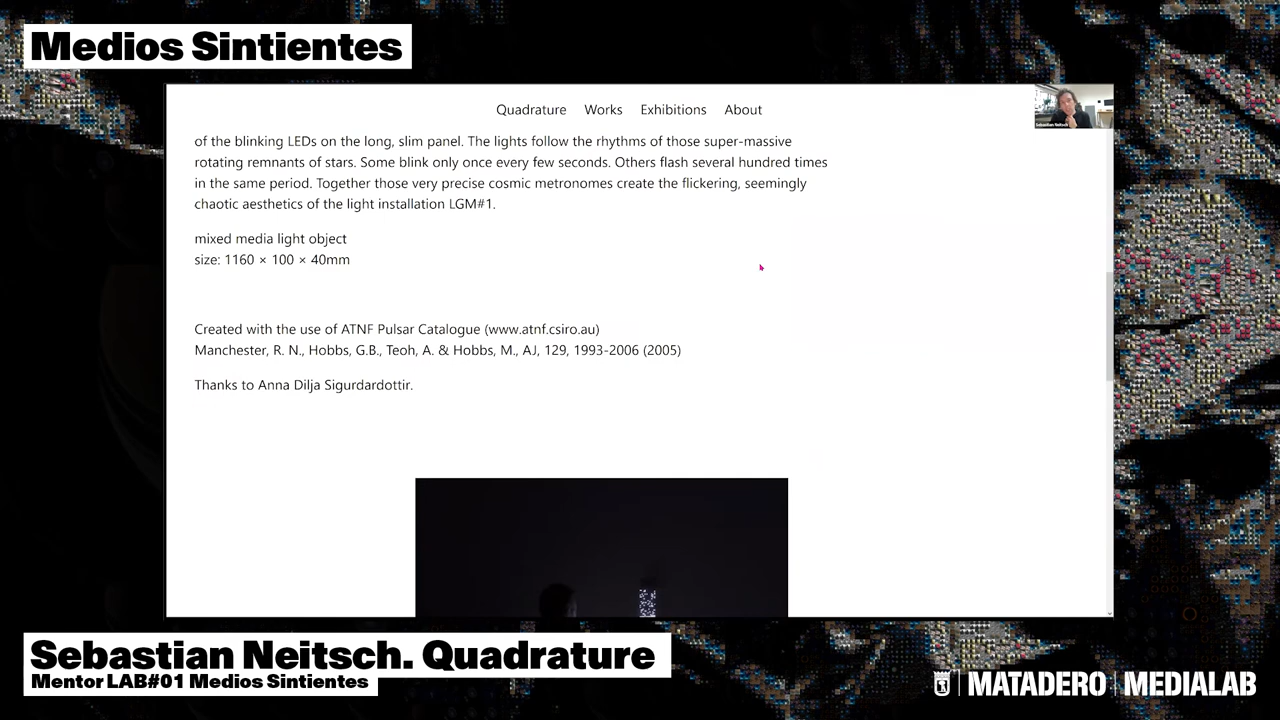 Medios Sintientes
Quadrature Works Exhibitions About
Sebastian Neitsch
of the blinking LEDs on the long, slim panel. The lights follow the rhythms of those super-massive
rotating remnants of stars. Some blink only once every few seconds. Others flash several hundred times
in the same period. Together those very precise cosmic metronomes create the flickering, seemingly
chaotic aesthetics of the light installation LGM#1.
mixed media light object
size: 1160 × 100 × 40mm
Created with the use of ATNF Pulsar Catalogue (www.atnf.csiro.au)
Manchester, R. N., Hobbs, G.B., Teoh, A. & Hobbs, M., AJ, 129, 1993-2006 (2005)
Thanks to Anna Dilja Sigurdardottir.
Sebastian Neitsch. Quadrature
Mentor LAB#01 Medios Sintientes
MATADERO | MEDIALAB